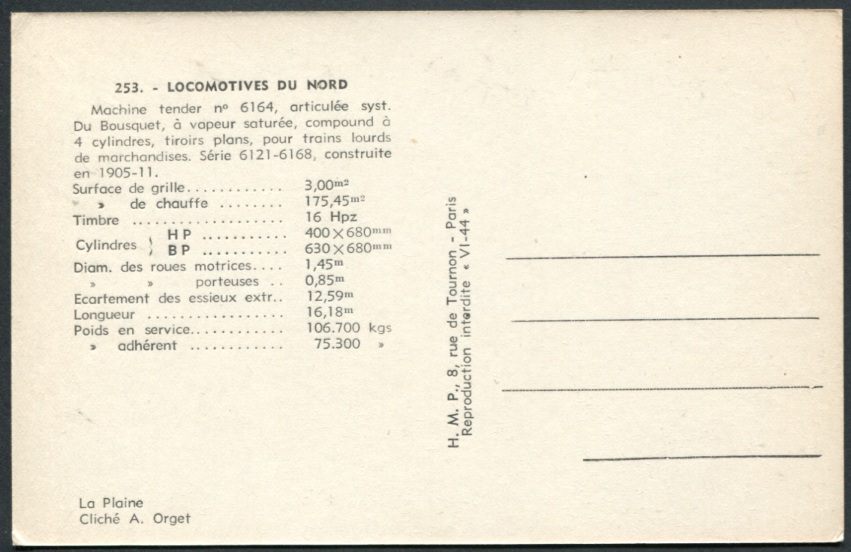 253. - LOCOMOTIVES DU NORD
Machine tender nº 6164, articulée syst.
Du Bousquet, à vapeur saturée, compound à
4 cylindres, tiroirs plans, pour trains lourds
de marchandises. Série 6121-6168, construite
en 1905-11.
Surface de grille............ 3,00m²
» de chauffe ........ 175,45m²
Timbre ................... 16 Hpz
Cylindres } HP ........... 400×680mm
BP ........... 630×680mm
Diam. des roues motrices.... 1,45m
» » porteuses .. 0,85m
Ecartement des essieux extr.. 12,59m
Longueur ................. 16,18m
Poids en service............ 106.700 kgs
» adhérent ............ 75.300 »
La Plaine
Cliché A. Orget
H. M. P., 8, rue de Tournon - Paris
Reproduction interdite « VI-44 »